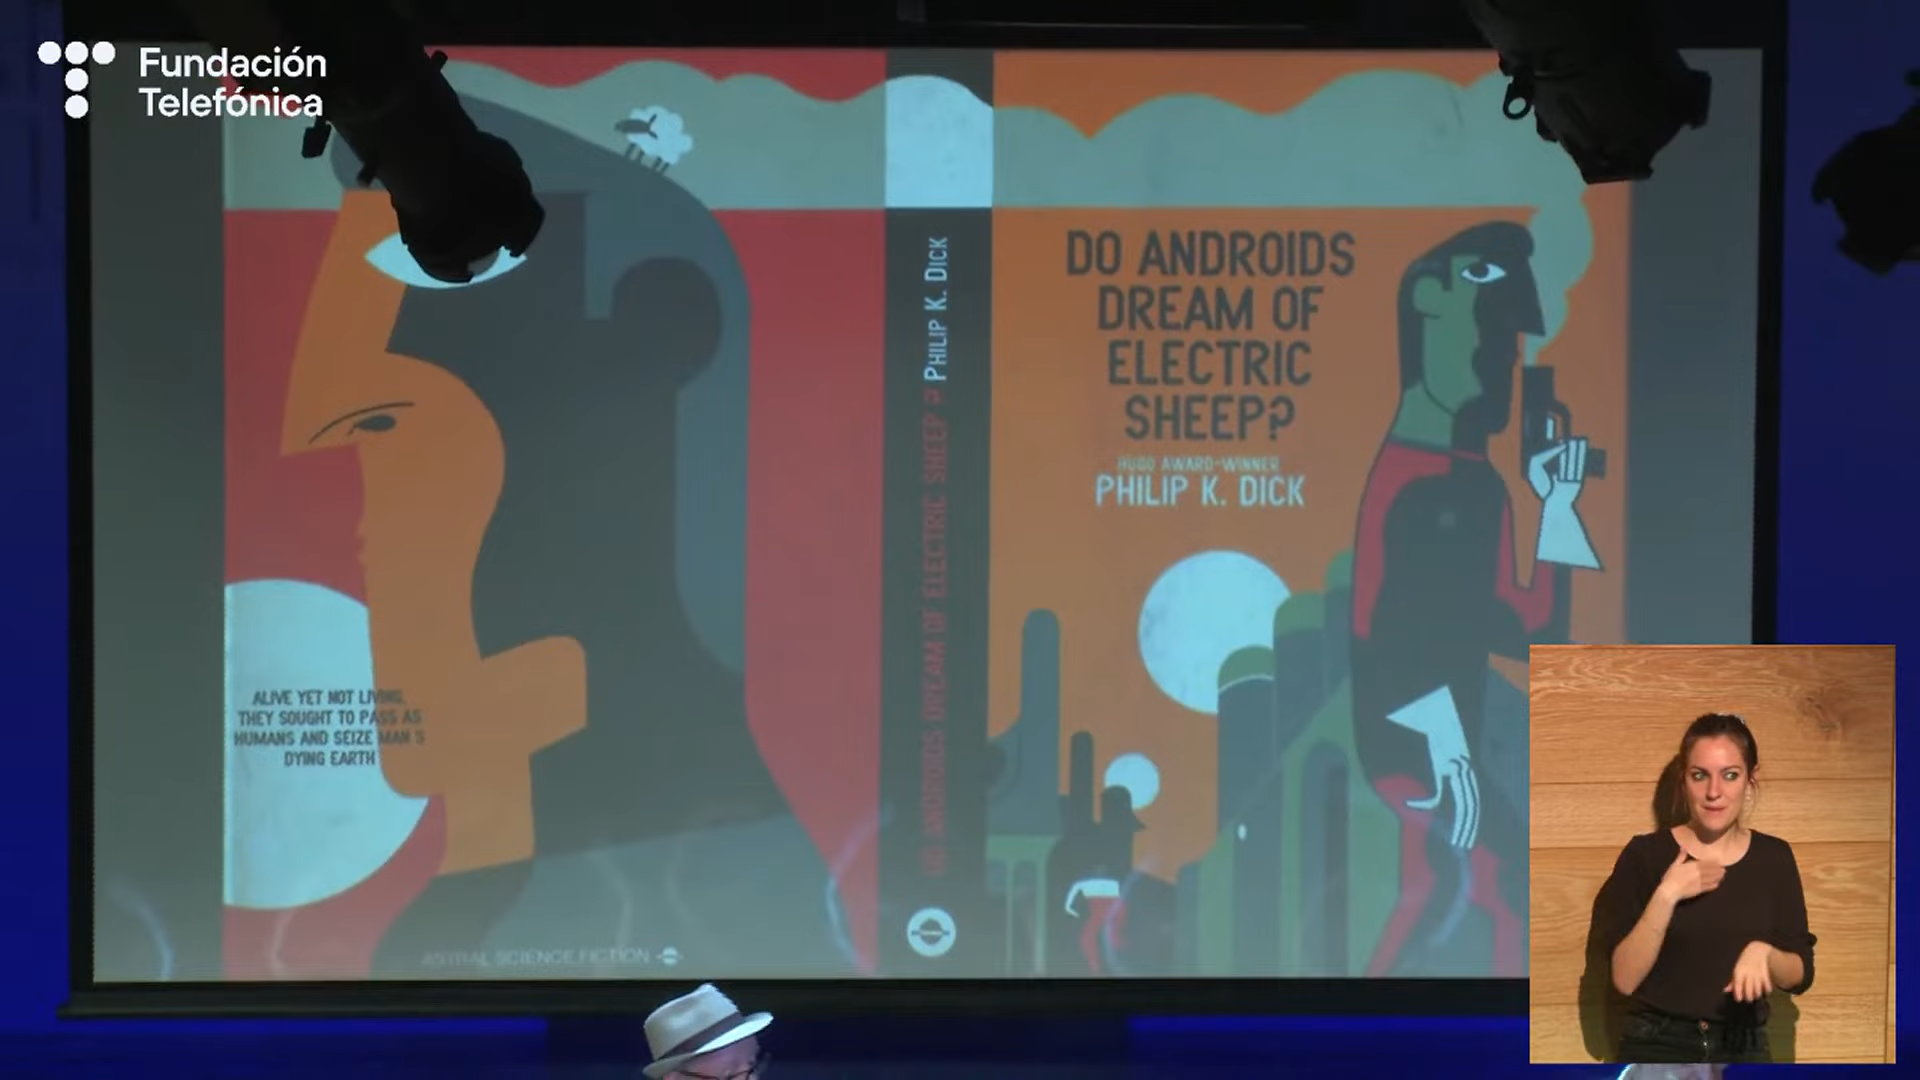 Fundación
Telefónica
ALIVE YET NOT LIVING,
THEY SOUGHT TO PASS AS
HUMANS AND SEIZE MAN S
DYING EARTH
ASTRAL SCIENCE FICTION
DO ANDROIDS DREAM OF ELECTRIC SHEEP? PHILIP K. DICK
DO ANDROIDS
DREAM OF
ELECTRIC
SHEEP?
HUGO AWARD-WINNER
PHILIP K. DICK